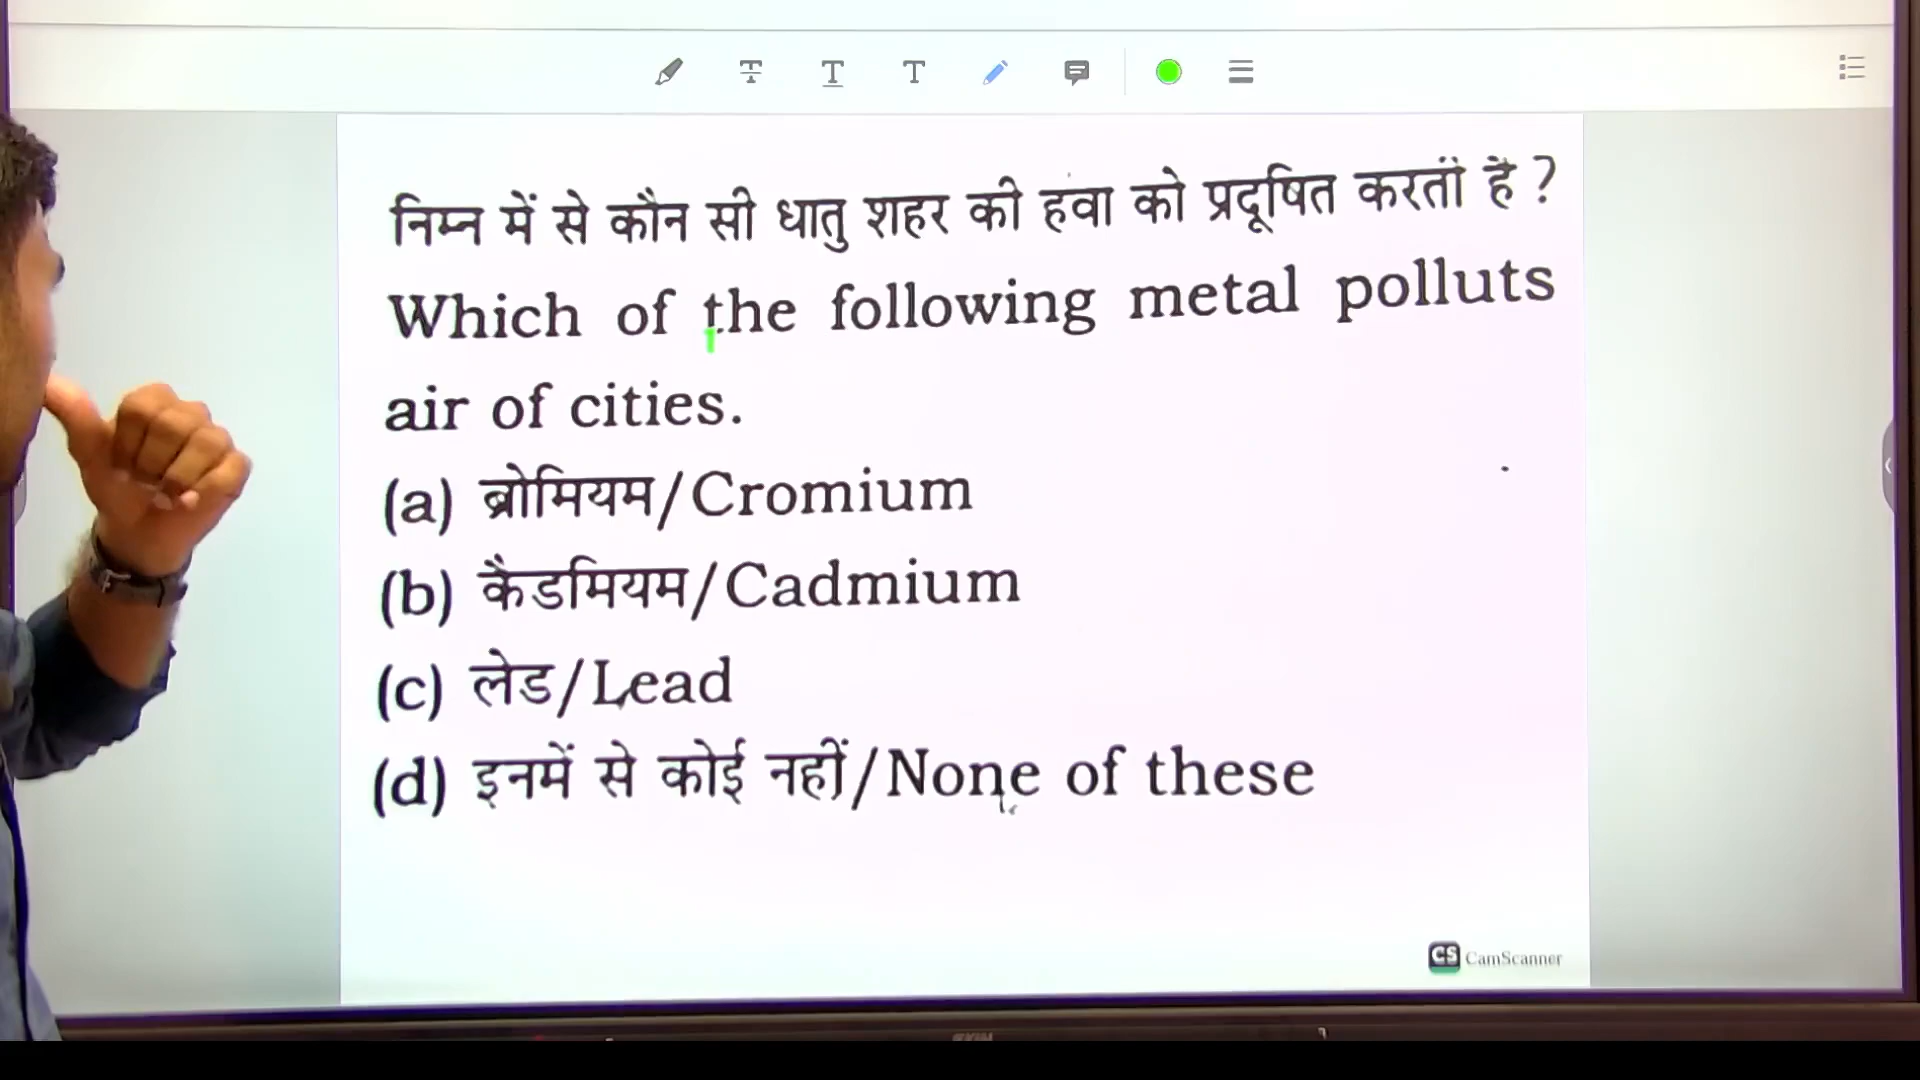 निम्न में से कौन सी धातु शहर की हवा को प्रदूषित करती है ?
Which of the following metal polluts
air of cities.
(a) ब्रोमियम/Cromium
(b) कैडमियम/Cadmium
(c) लेड/Lead
(d) इनमें से कोई नहीं/None of these
CS CamScanner